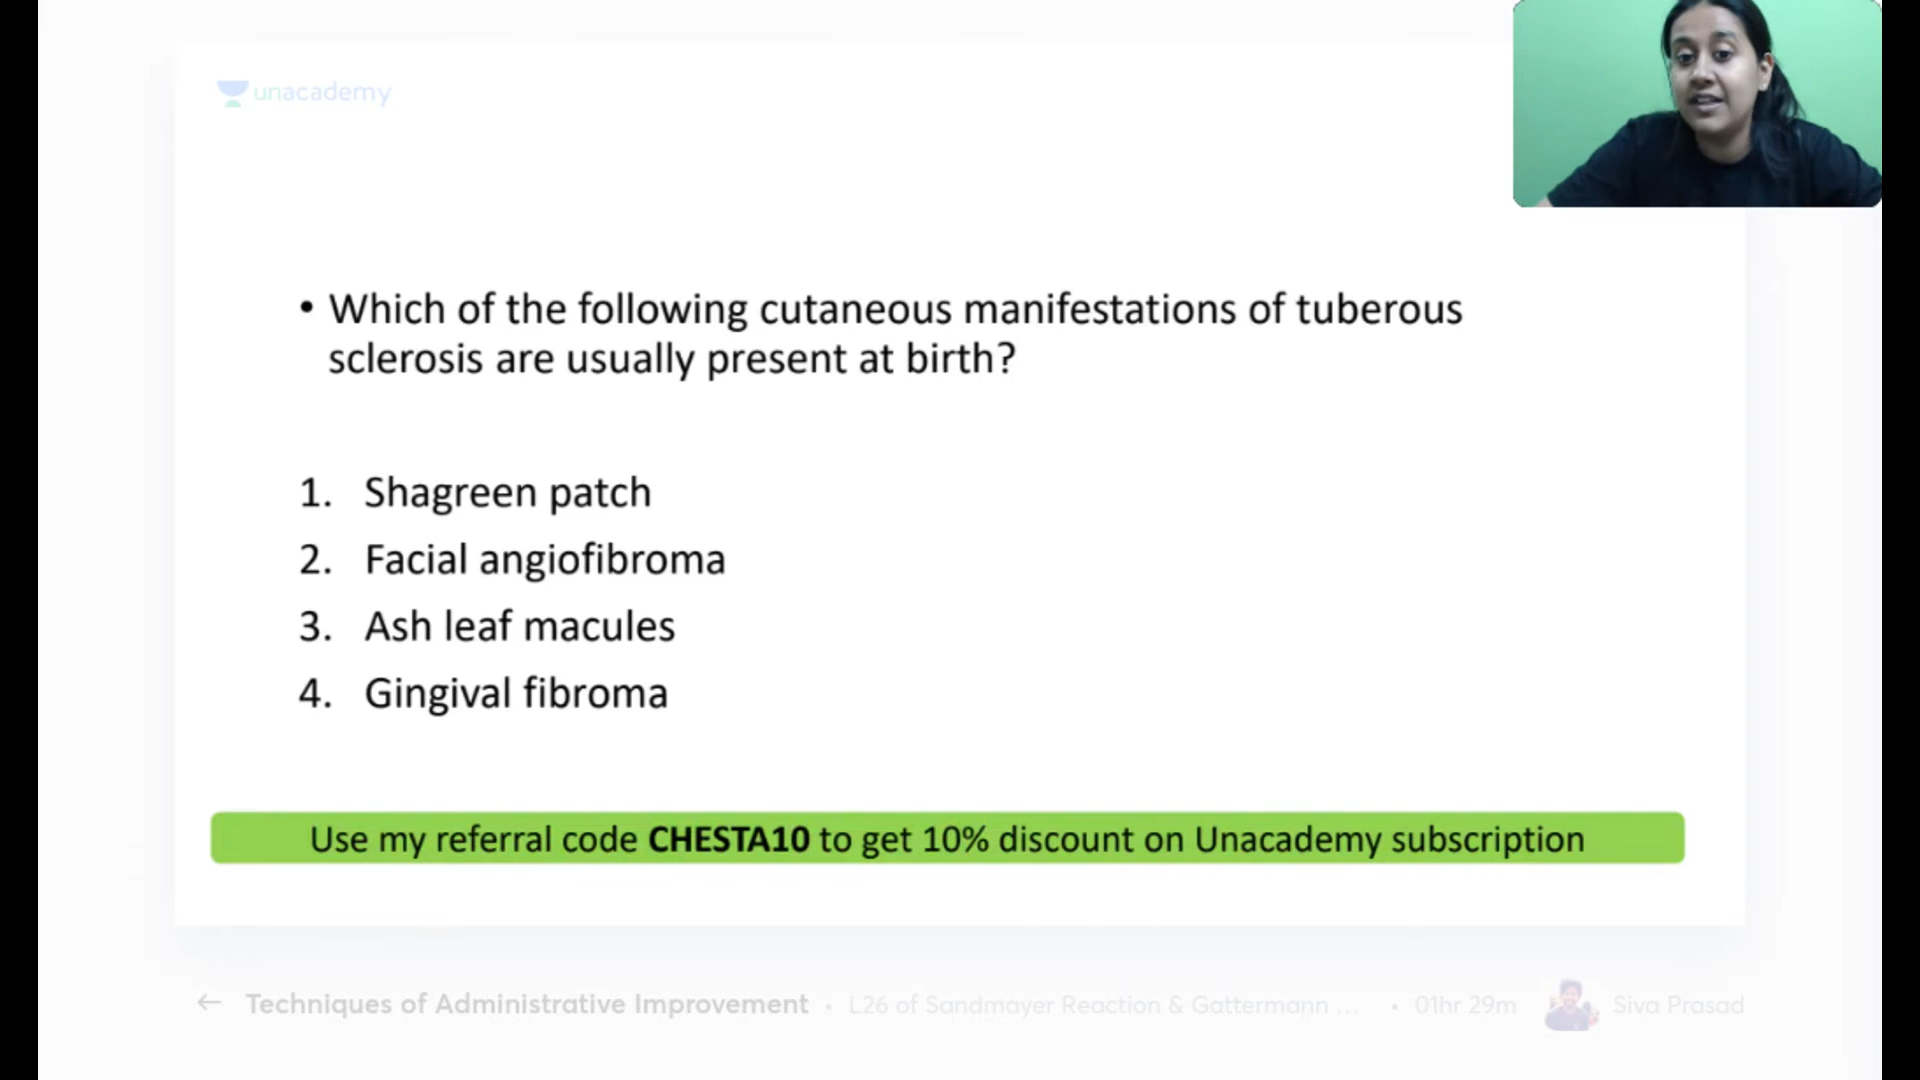 unacademy
• Which of the following cutaneous manifestations of tuberous
sclerosis are usually present at birth?
1. Shagreen patch
2. Facial angiofibroma
3. Ash leaf macules
4. Gingival fibroma
Use my referral code CHESTA10 to get 10% discount on Unacademy subscription
← Techniques of Administrative Improvement • L26 of Sandmayer Reaction & Gattermann ... • 01hr 29m Siva Prasad